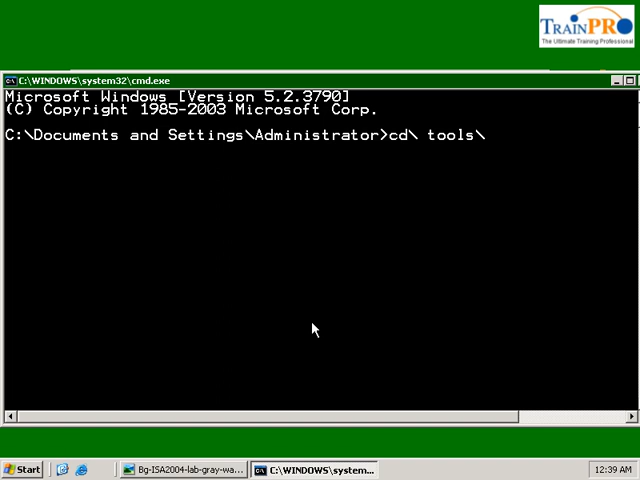 TrainPRO
The Ultimate Training Professional
C:\WINDOWS\system32\cmd.exe
Microsoft Windows [Version 5.2.3790]
(C) Copyright 1985-2003 Microsoft Corp.
C:\Documents and Settings\Administrator>cd\ tools\
Start
Bg-ISA2004-lab-gray-wa...
C:\WINDOWS\system...
12:39 AM